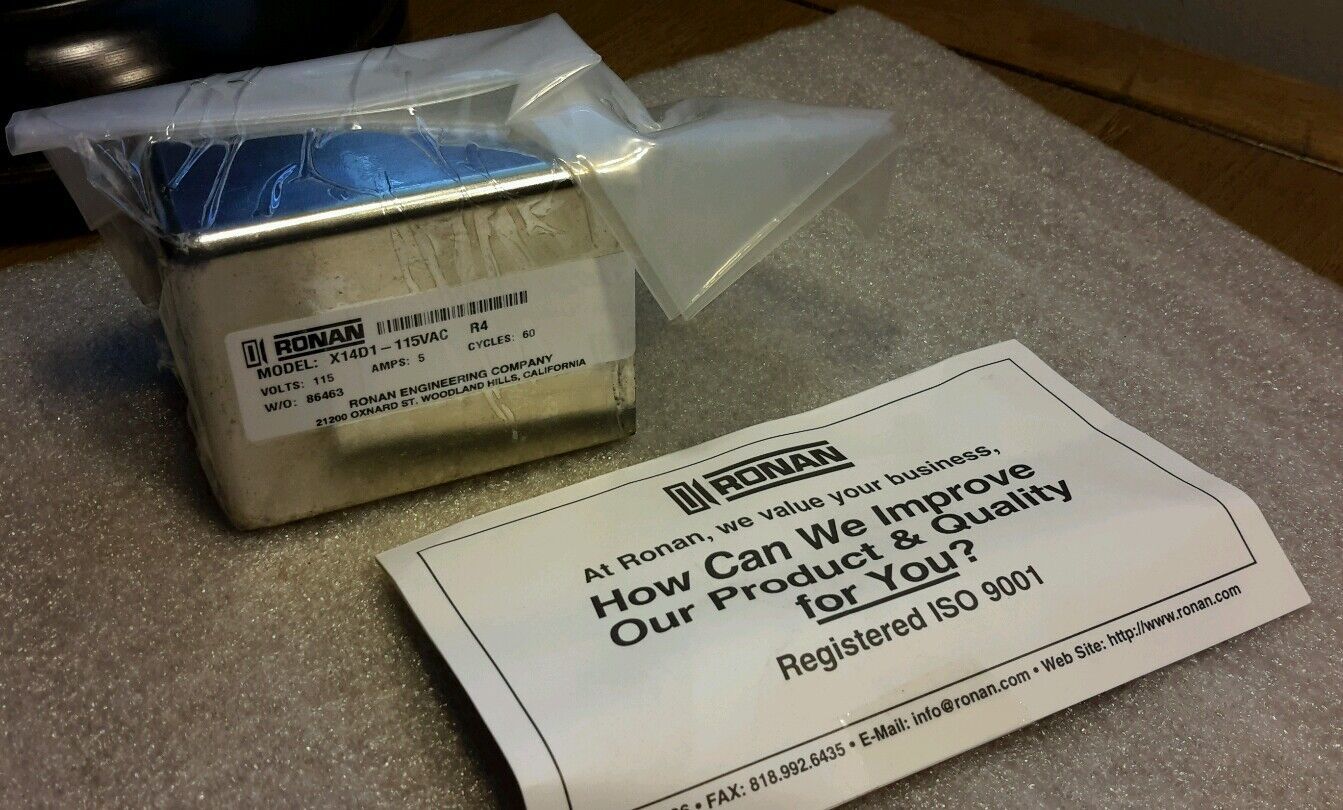 RONAN
MODEL: X14D1-115VAC R4
VOLTS: 115 AMPS: 5 CYCLES: 60
W/O: 86463
RONAN ENGINEERING COMPANY
21200 OXNARD ST. WOODLAND HILLS, CALIFORNIA
RONAN
At Ronan, we value your business,
How Can We Improve
Our Product & Quality
for You?
Registered ISO 9001
• FAX: 818.992.6435 • E-Mail: info@ronan.com • Web Site: http://www.ronan.com